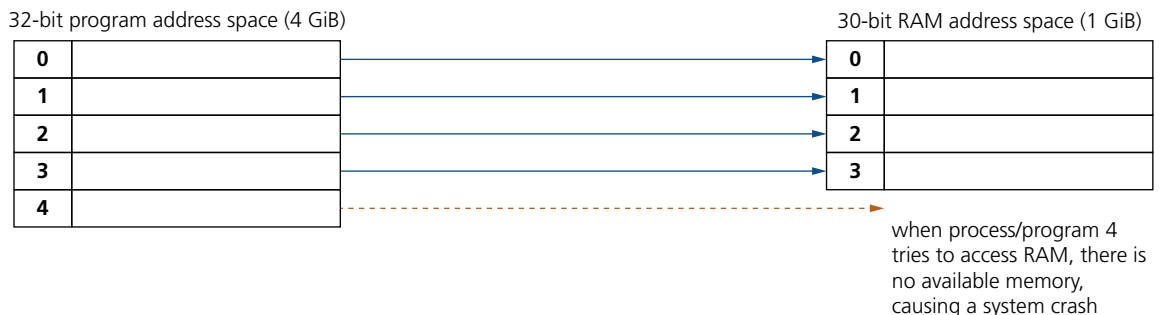 32-bit program address space (4 GiB)
0
1
2
3
4
30-bit RAM address space (1 GiB)
0
1
2
3
when process/program 4
tries to access RAM, there is
no available memory,
causing a system crash